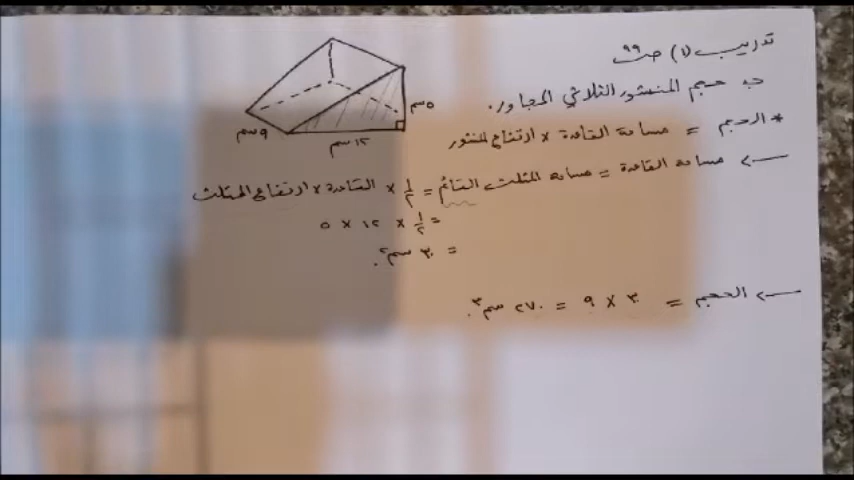 تدريب (١) ص٩٩
جد حجم المنشور الثلاثي المجاور.
٥سم
٩سم
١٢سم
* الحجم = مساحة القاعدة × ارتفاع المنشور
مساحة القاعدة = مساحة المثلث القائم = ١/٢ × القاعدة × ارتفاع المثلث
= ١/٢ × ١٢ × ٥
= ٣٠ سم٢.
الحجم = ٣٠ × ٩ = ٢٧٠ سم٣.